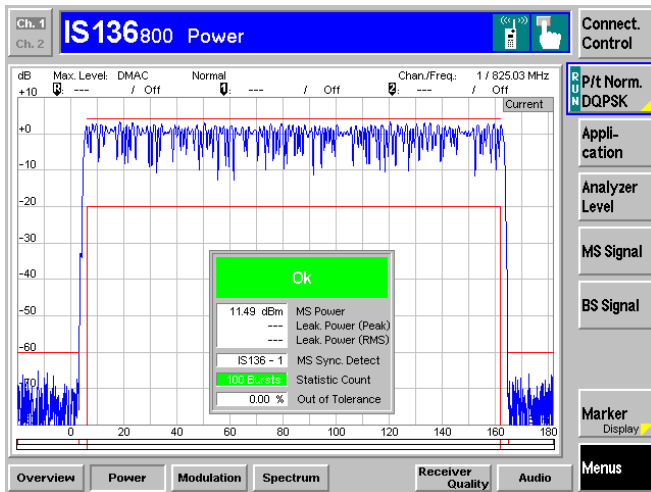 Ch. 1
Ch. 2
IS136800 Power
Connect. Control
dB Max. Level: DMAC Normal Chan./Freq.: 1 / 825.03 MHz
+10 --- / Off --- / Off 2: --- / Off
Current
+0
-10
-20
-30
-40
-50
-60
-70
0 20 40 60 80 100 120 140 160 180
Ok
11.49 dBm MS Power
--- Leak. Power (Peak)
--- Leak. Power (RMS)
IS136 - 1 MS Sync. Detect
100 Bursts Statistic Count
0.00 % Out of Tolerance
RUN
P/t Norm.
DQPSK
Appli-
cation
Analyzer
Level
MS Signal
BS Signal
Marker
Display
Menus
Overview Power Modulation Spectrum Receiver Quality Audio